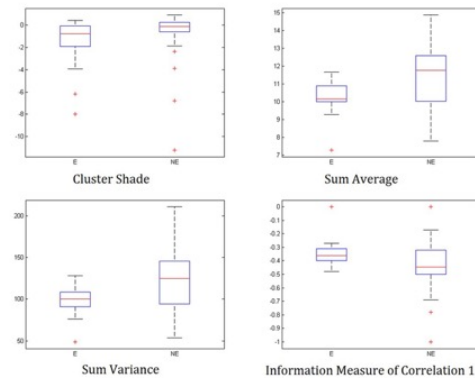 0
-2
-4
-6
-8
-10
E
NE
Cluster Shade
15
14
13
12
11
10
9
8
7
E
NE
Sum Average
200
150
100
50
E
NE
Sum Variance
0
-0.1
-0.2
-0.3
-0.4
-0.5
-0.6
-0.7
-0.8
-0.9
-1
E
NE
Information Measure of Correlation 1